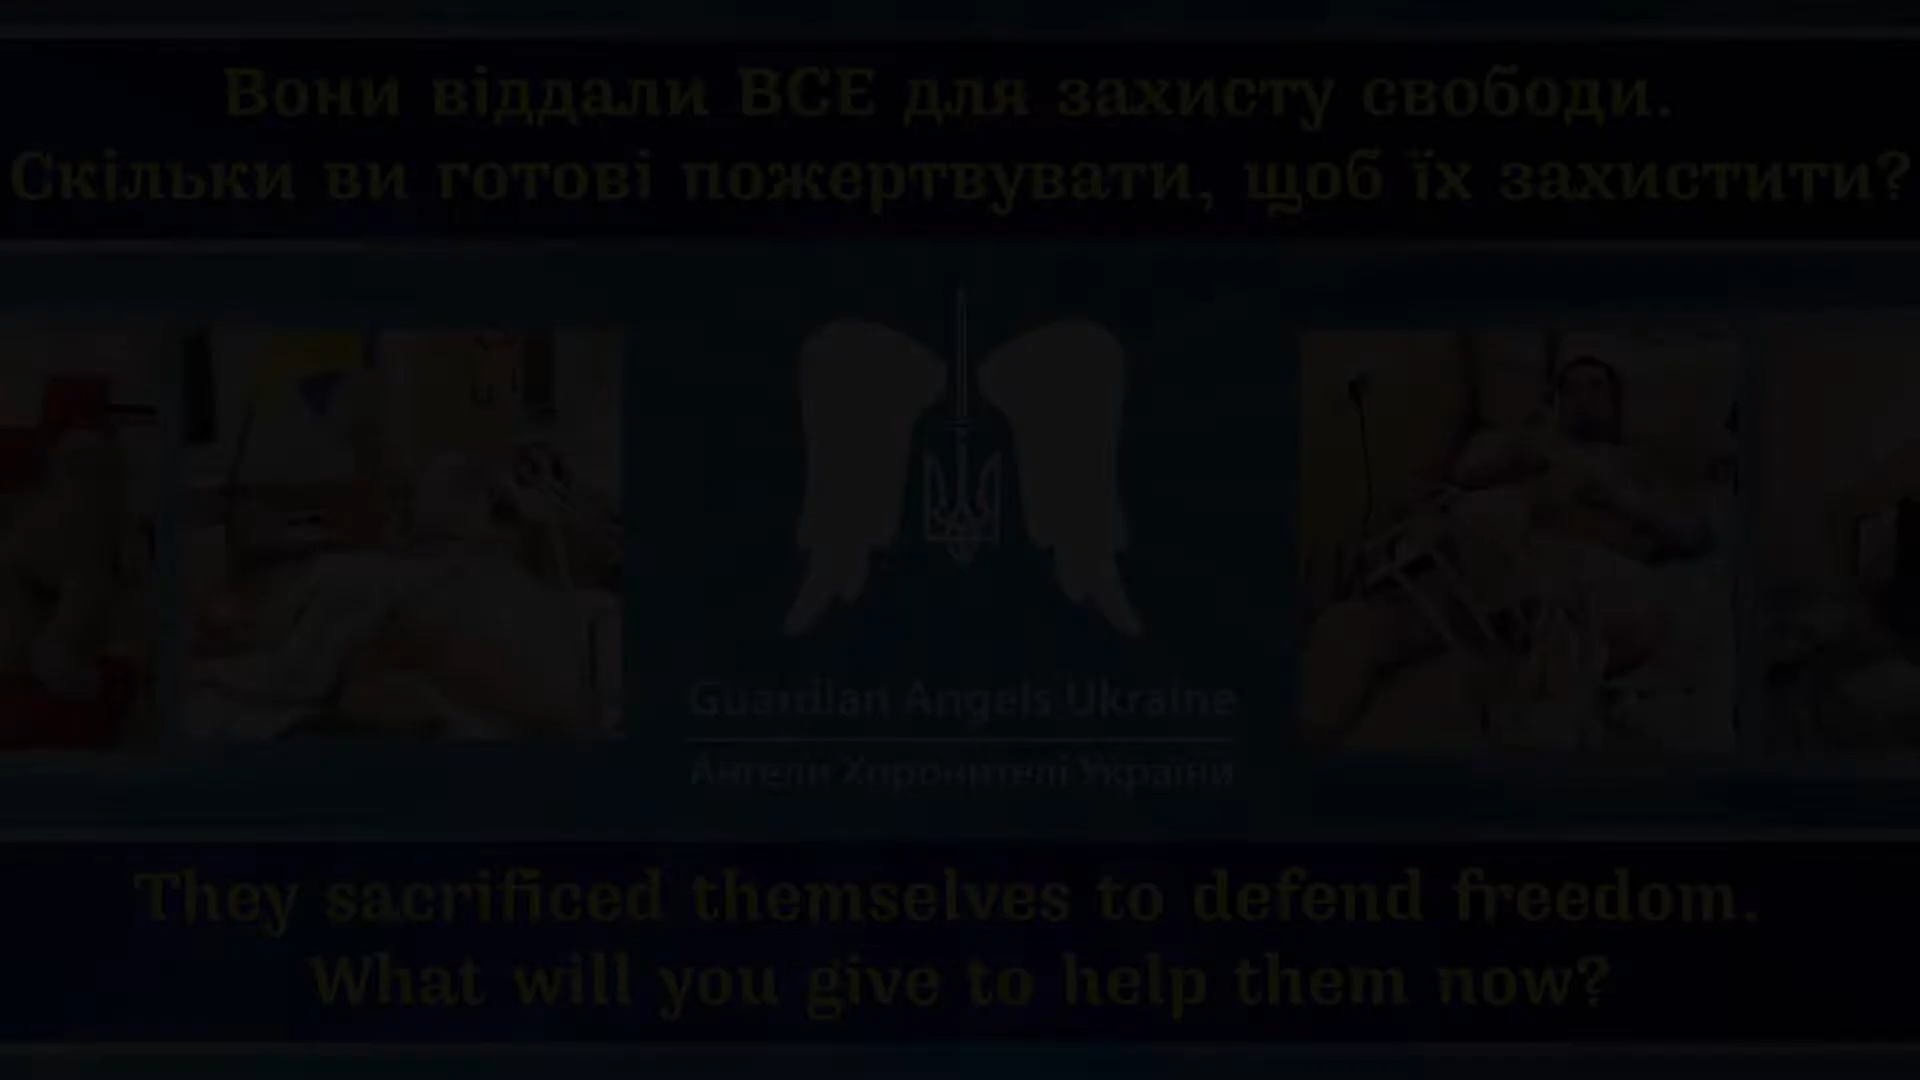 Вони віддали ВСЕ для захисту свободи.
Скільки ви готові пожертвувати, щоб їх захистити?
Guardian Angels Ukraine
Ангели Хоронителі України
They sacrificed themselves to defend freedom.
What will you give to help them now?